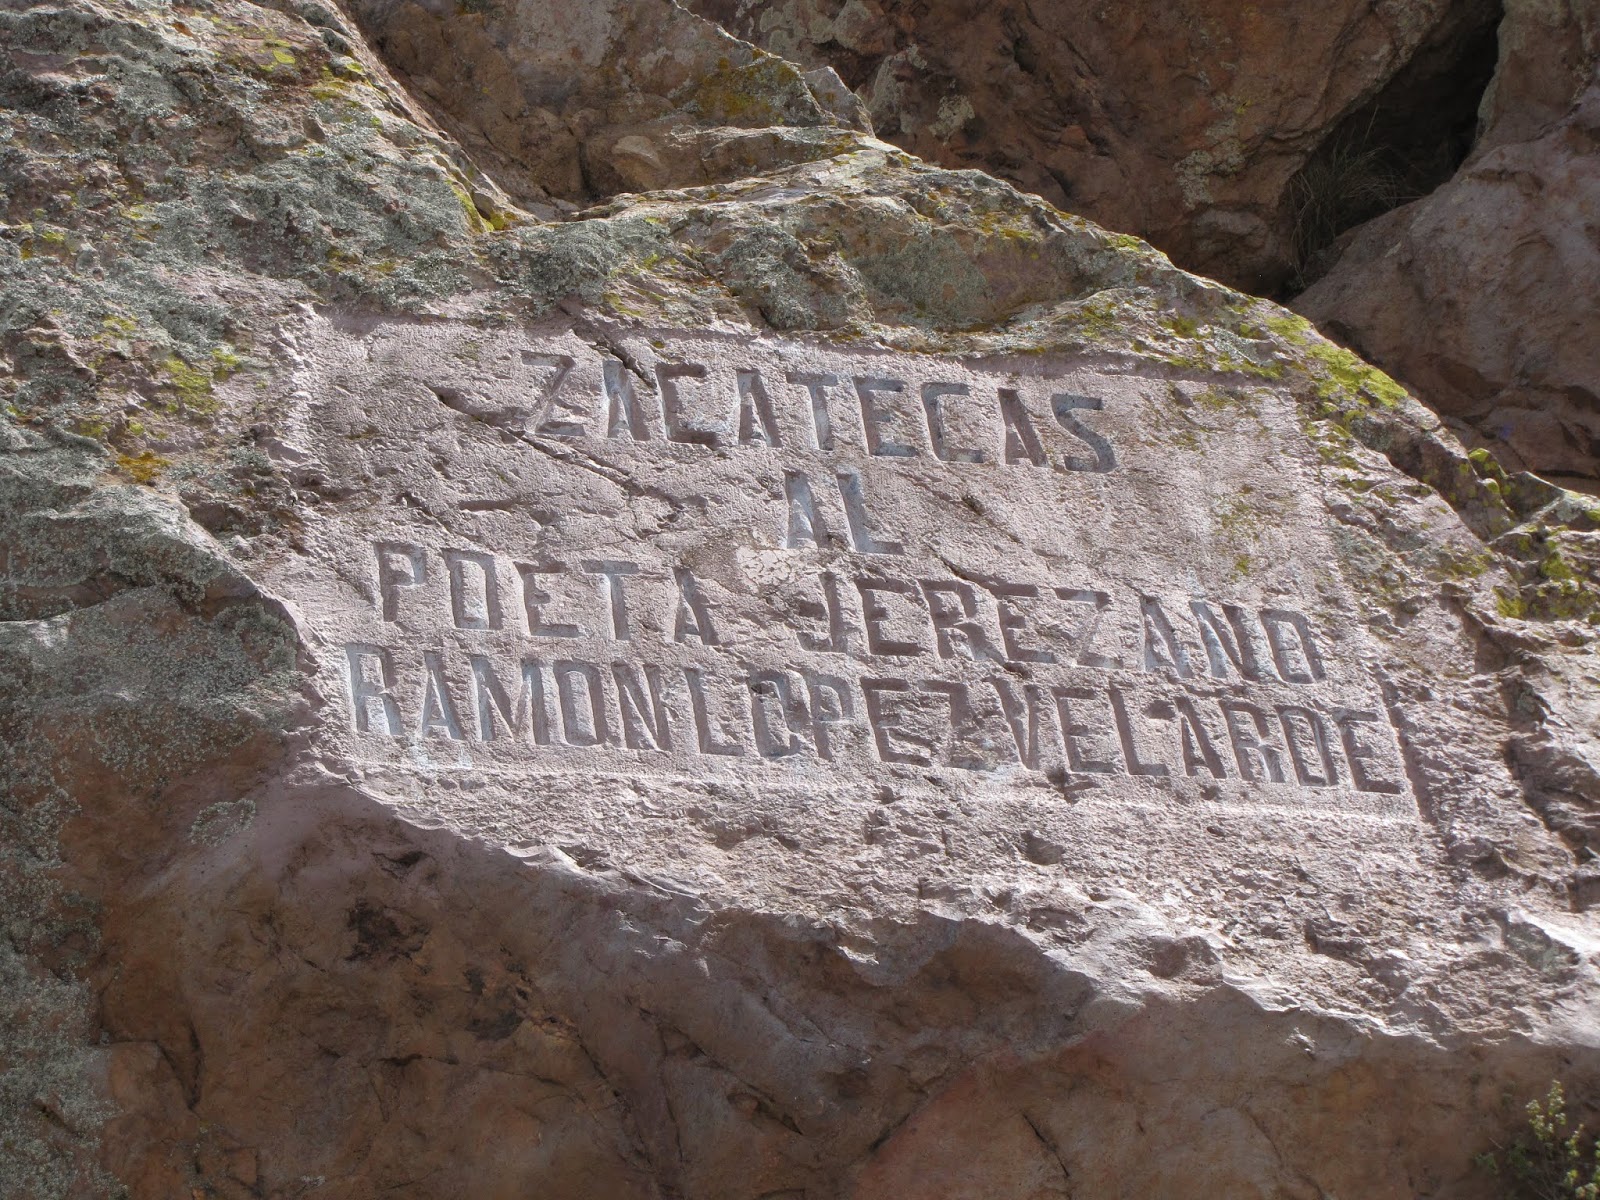 ZACATECAS
AL
POETA JEREZANO
RAMON LOPEZ VELARDE